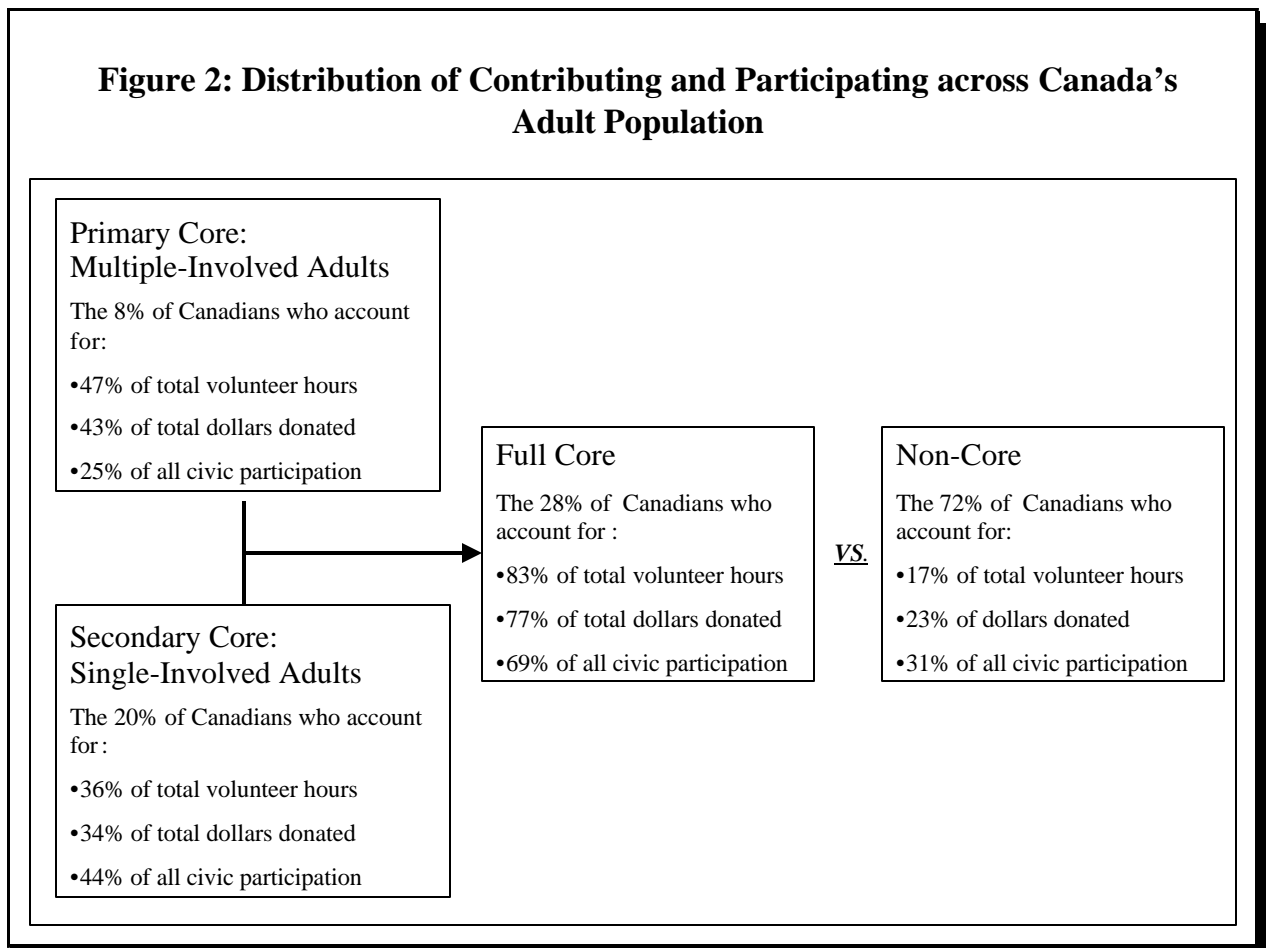 Figure 2: Distribution of Contributing and Participating across Canada's
Adult Population
Primary Core:
Multiple-Involved Adults
The 8% of Canadians who account
for:
•47% of total volunteer hours
•43% of total dollars donated
•25% of all civic participation
Secondary Core:
Single-Involved Adults
The 20% of Canadians who account
for:
•36% of total volunteer hours
•34% of total dollars donated
•44% of all civic participation
Full Core
The 28% of Canadians who
account for :
•83% of total volunteer hours
•77% of total dollars donated
•69% of all civic participation
VS.
Non-Core
The 72% of Canadians who
account for:
•17% of total volunteer hours
•23% of dollars donated
•31% of all civic participation